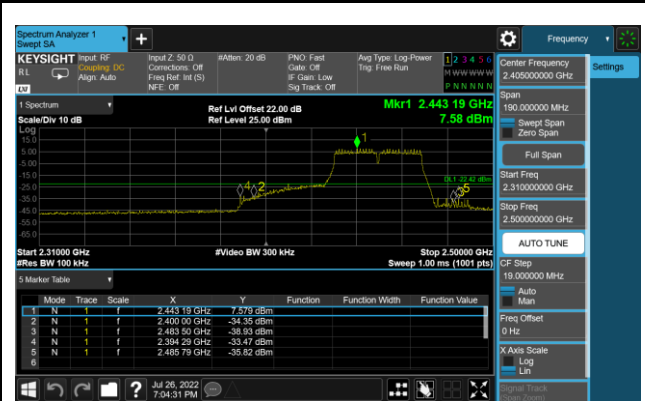 Spectrum Analyzer 1
Swept SA
Frequency
KEYSIGHT
RL
Input: RF
Coupling: DC
Align: Auto
Input Z: 50 Ω
Corrections: Off
Freq Ref: Int (S)
NFE: Off
#Atten: 20 dB
PNO: Fast
Gate: Off
IF Gain: Low
Sig Track: Off
Avg Type: Log-Power
Trig: Free Run
1 2 3 4 5 6
M W W W W W
P N N N N N
LXI
1 Spectrum
Scale/Div 10 dB
Ref Lvl Offset 22.00 dB
Ref Level 25.00 dBm
Mkr1 2.443 19 GHz
7.58 dBm
Log
15.0
5.00
-5.00
-15.0
-25.0
-35.0
-45.0
-55.0
-65.0
1
4 2
3 5
DL1 -22.42 dBm
Start 2.31000 GHz
#Res BW 100 kHz
#Video BW 300 kHz
Stop 2.50000 GHz
Sweep 1.00 ms (1001 pts)
5 Marker Table
Mode Trace Scale X Y Function Function Width Function Value
1 N 1 f 2.443 19 GHz 7.579 dBm
2 N 1 f 2.400 00 GHz -34.35 dBm
3 N 1 f 2.483 50 GHz -38.93 dBm
4 N 1 f 2.394 29 GHz -33.47 dBm
5 N 1 f 2.485 79 GHz -35.82 dBm
6
Jul 26, 2022
7:04:31 PM
Center Frequency
2.405000000 GHz
Settings
Span
190.000000 MHz
Swept Span
Zero Span
Full Span
Start Freq
2.310000000 GHz
Stop Freq
2.500000000 GHz
AUTO TUNE
CF Step
19.000000 MHz
Auto
Man
Freq Offset
0 Hz
X Axis Scale
Log
Lin
Signal Track
(Span Zoom)